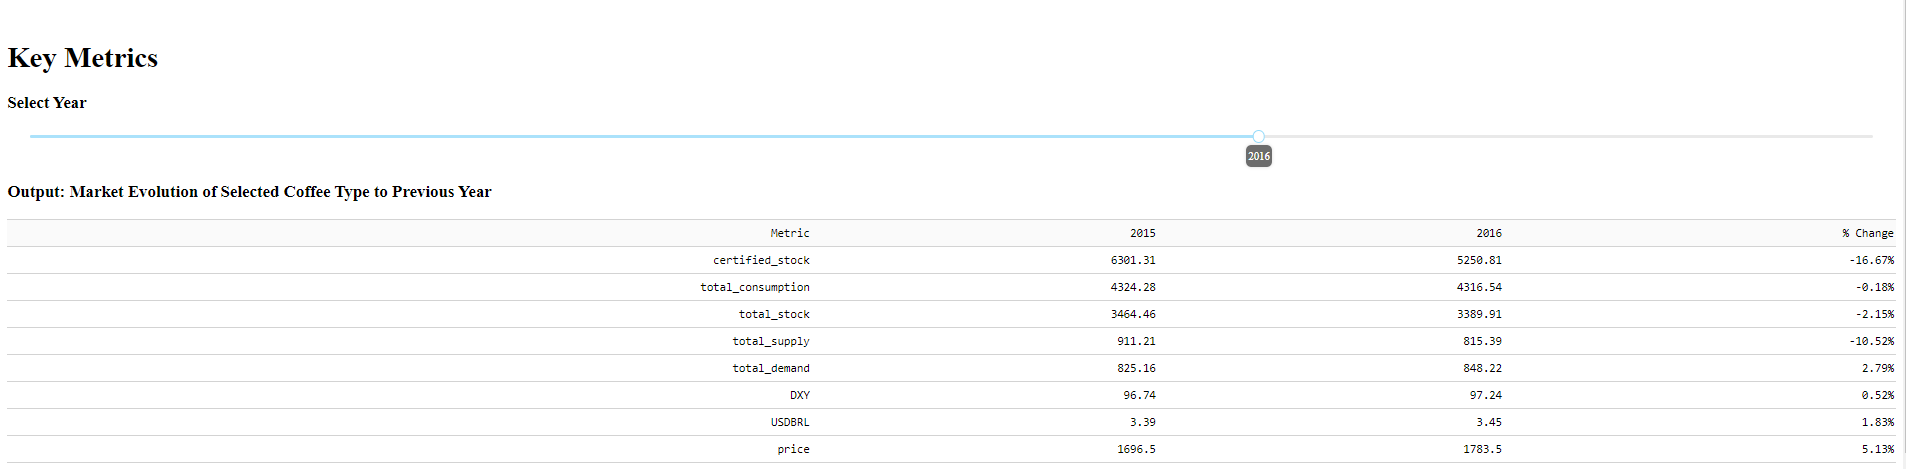 Key Metrics
Select Year
2016
Output: Market Evolution of Selected Coffee Type to Previous Year
Metric 2015 2016 % Change
certified_stock 6301.31 5250.81 -16.67%
total_consumption 4324.28 4316.54 -0.18%
total_stock 3464.46 3389.91 -2.15%
total_supply 911.21 815.39 -10.52%
total_demand 825.16 848.22 2.79%
DXY 96.74 97.24 0.52%
USDBRL 3.39 3.45 1.83%
price 1696.5 1783.5 5.13%